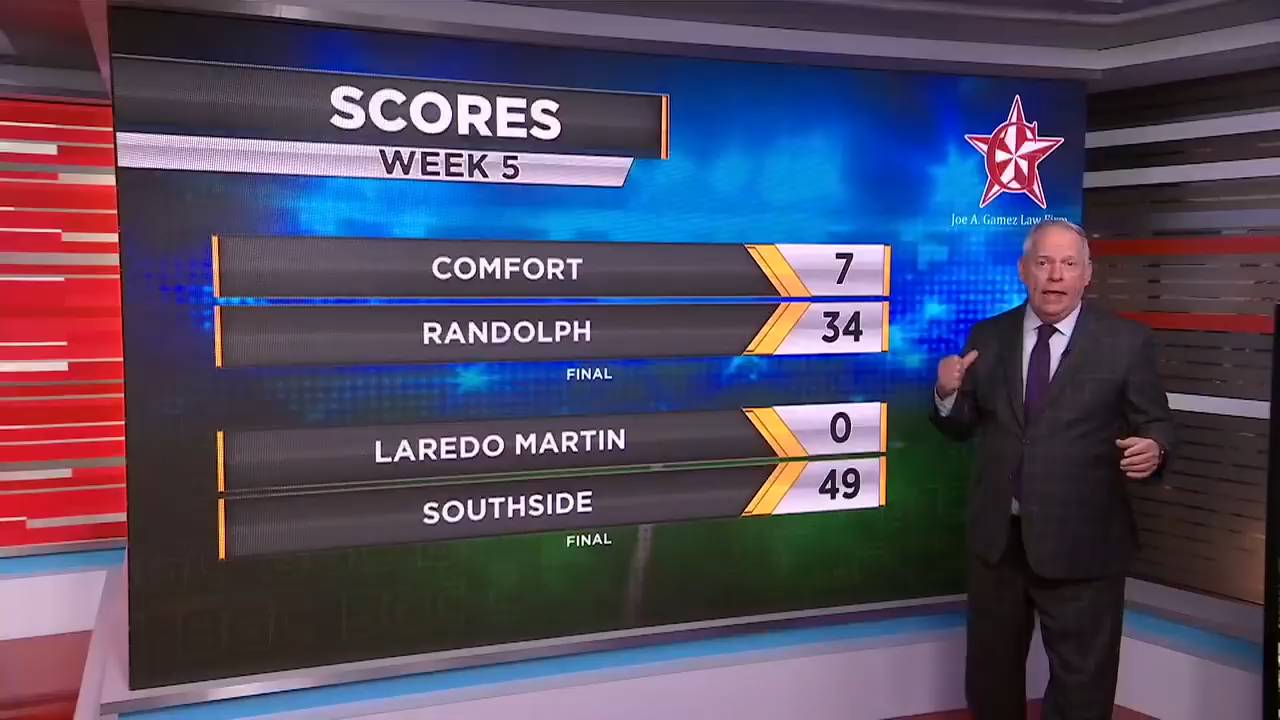 SCORES
WEEK 5
G
Joe A. Gamez Law Firm
COMFORT 7
RANDOLPH 34
FINAL
LAREDO MARTIN 0
SOUTHSIDE 49
FINAL